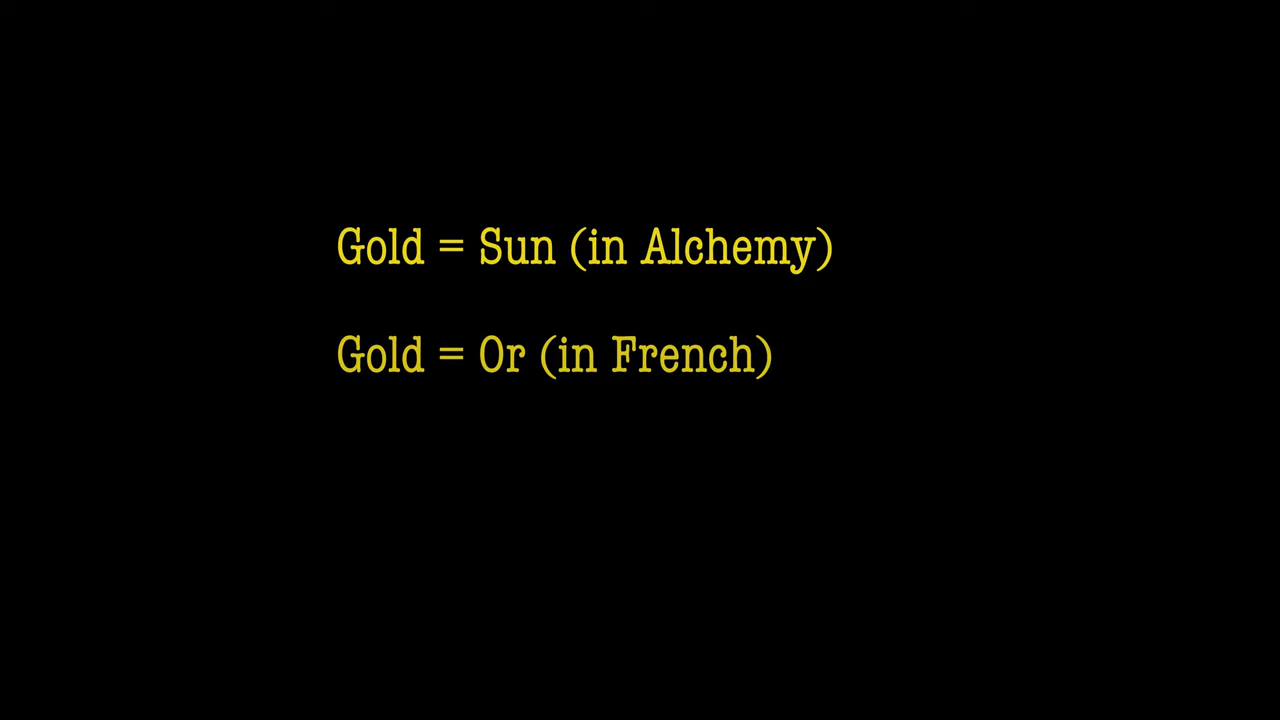 Gold = Sun (in Alchemy)
Gold = Or (in French)